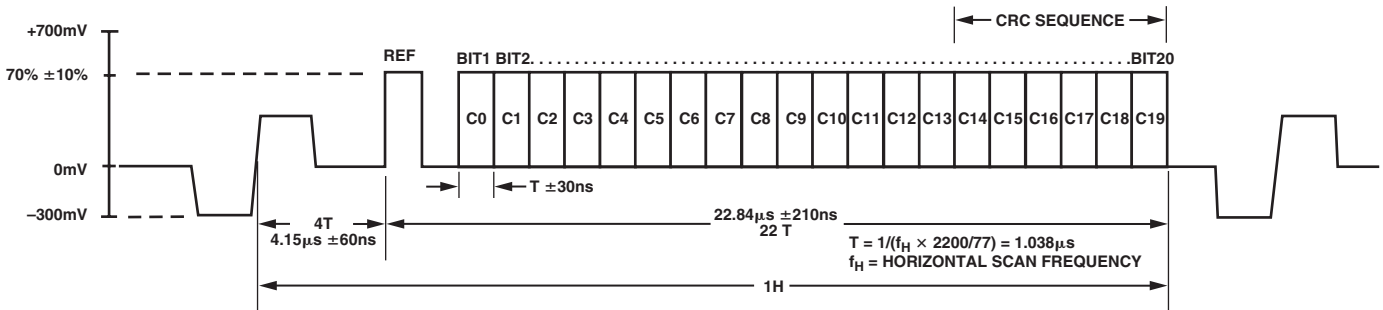 CRC SEQUENCE
+700mV
REF
BIT1 BIT2. . . . . . . . . . . . . . . . . . . . . . . . . . . . . . . . . . . . . . . . . . . . . . . . . . . . . . . . . . .BIT20
70% ±10%
C0 C1 C2 C3 C4 C5 C6 C7 C8 C9 C10 C11 C12 C13 C14 C15 C16 C17 C18 C19
0mV
T ±30ns
–300mV
4T
4.15µs ±60ns
22.84µs ±210ns
22 T
T = 1/(fH × 2200/77) = 1.038µs
fH = HORIZONTAL SCAN FREQUENCY
1H